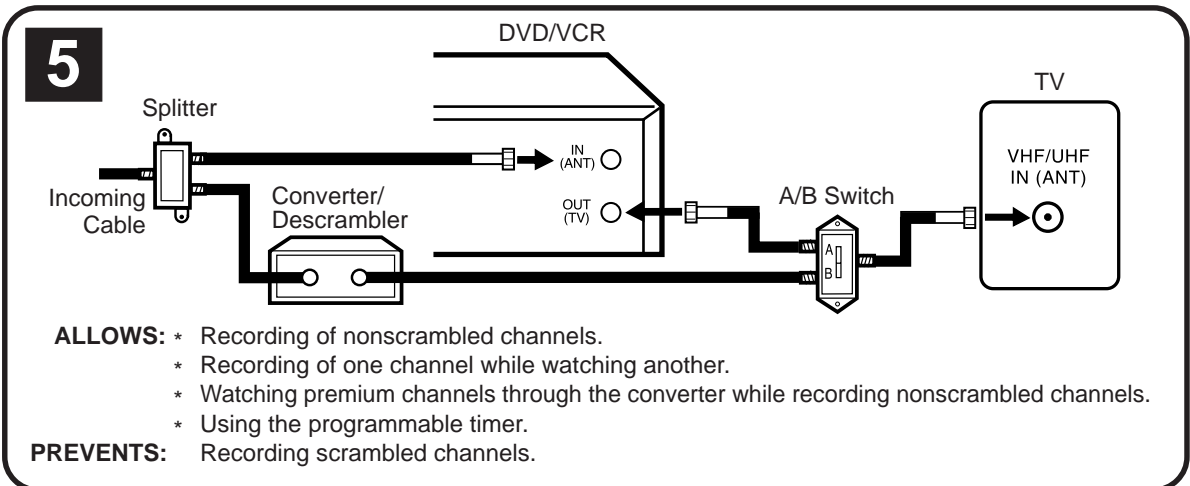 5
DVD/VCR
TV
Splitter
IN
(ANT)
VHF/UHF
IN (ANT)
Incoming
Cable
Converter/
Descrambler
OUT
(TV)
A/B Switch
A
B
ALLOWS: * Recording of nonscrambled channels.
* Recording of one channel while watching another.
* Watching premium channels through the converter while recording nonscrambled channels.
* Using the programmable timer.
PREVENTS: Recording scrambled channels.